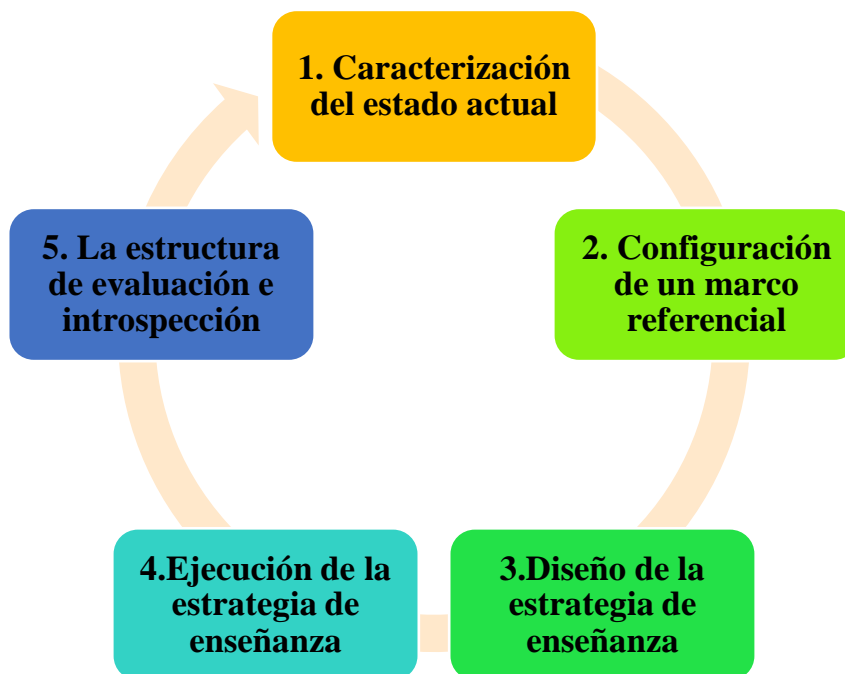 1. Caracterización
del estado actual
2. Configuración
de un marco
referencial
3.Diseño de la
estrategia de
enseñanza
4.Ejecución de la
estrategia de
enseñanza
5. La estructura
de evaluación e
introspección